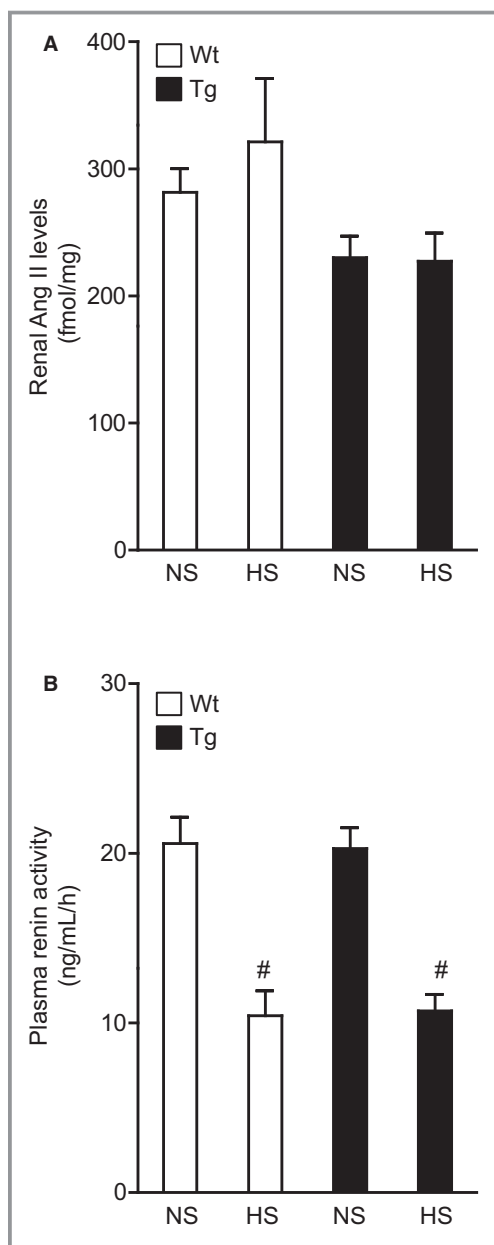 A
Wt
Tg
Renal Ang II levels
(fmol/mg)
400
300
200
100
0
NS HS NS HS
B
Wt
Tg
Plasma renin activity
(ng/mL/h)
30
20
10
0
# #
NS HS NS HS